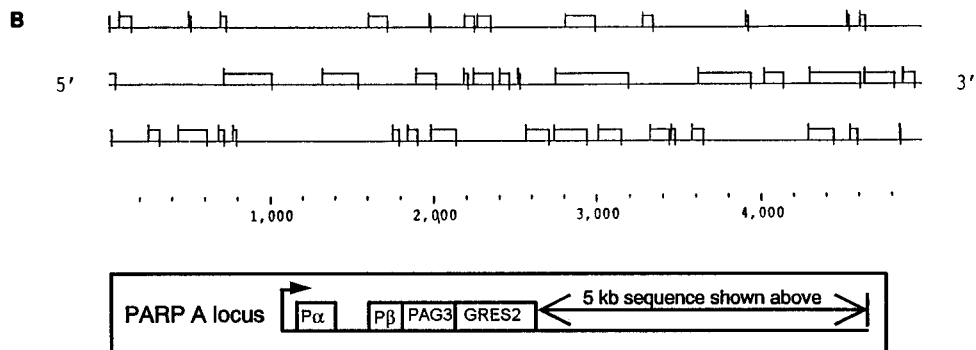 B
5' 3'
1,000 2,000 3,000 4,000
5 kb sequence shown above
PARP A locus Pα Pβ PAG3 GRES2